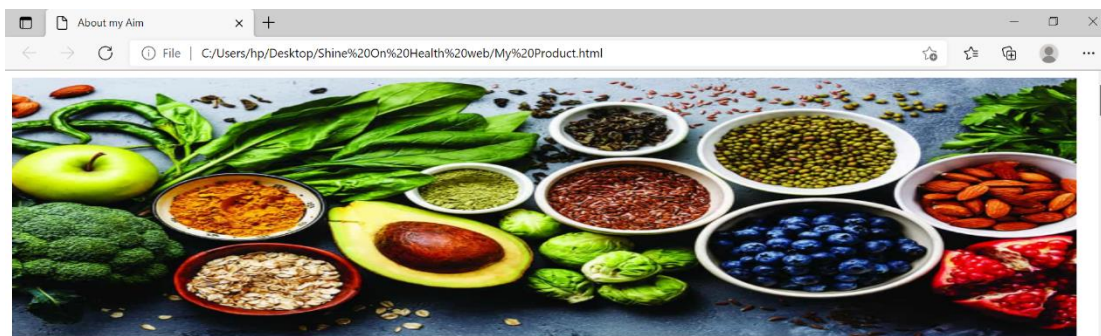 About my Aim
File | C:/Users/hp/Desktop/Shine%20On%20Health%20web/My%20Product.html